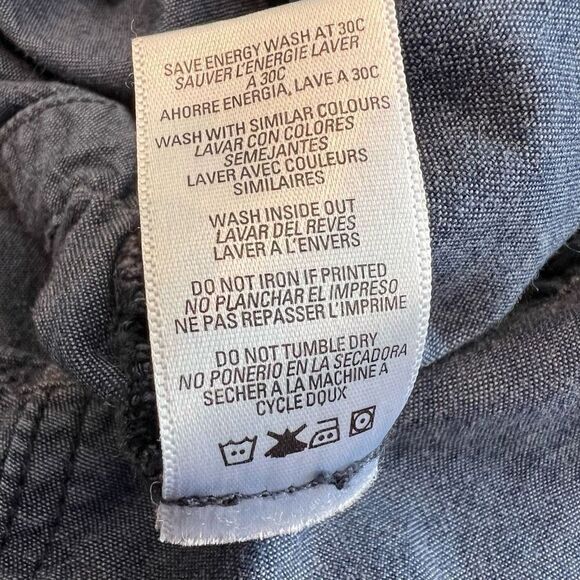 SAVE ENERGY WASH AT 30C
SAUVER L'ENERGIE LAVER
A 30C
AHORRE ENERGIA, LAVE A 30C
WASH WITH SIMILAR COLOURS
LAVAR CON COLORES
SEMEJANTES
LAVER AVEC COULEURS
SIMILAIRES
WASH INSIDE OUT
LAVAR DEL REVES
LAVER A L'ENVERS
DO NOT IRON IF PRINTED
NO PLANCHAR EL IMPRESO
NE PAS REPASSER L'IMPRIME
DO NOT TUMBLE DRY
NO PONERIO EN LA SECADORA
SECHER A LA MACHINE A
CYCLE DOUX